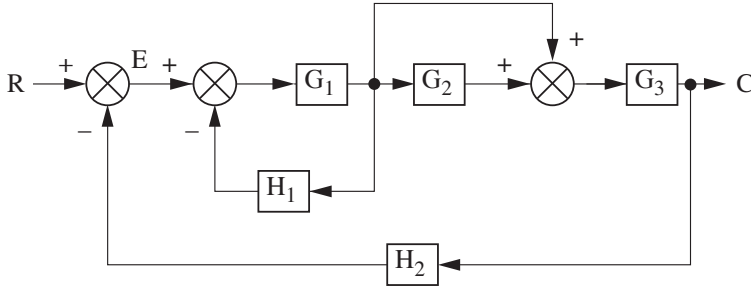 +
R + E + G₁ G₂ + G₃ C
− −
H₁
H₂